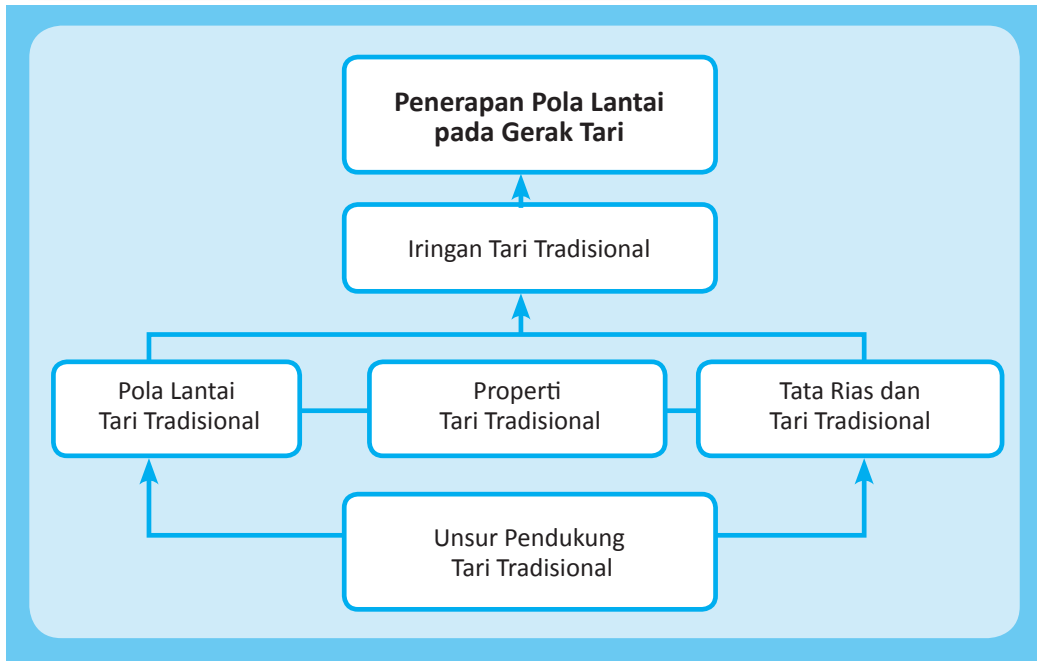 Penerapan Pola Lantai
pada Gerak Tari
Iringan Tari Tradisional
Pola Lantai
Tari Tradisional
Properti
Tari Tradisional
Tata Rias dan
Tari Tradisional
Unsur Pendukung
Tari Tradisional